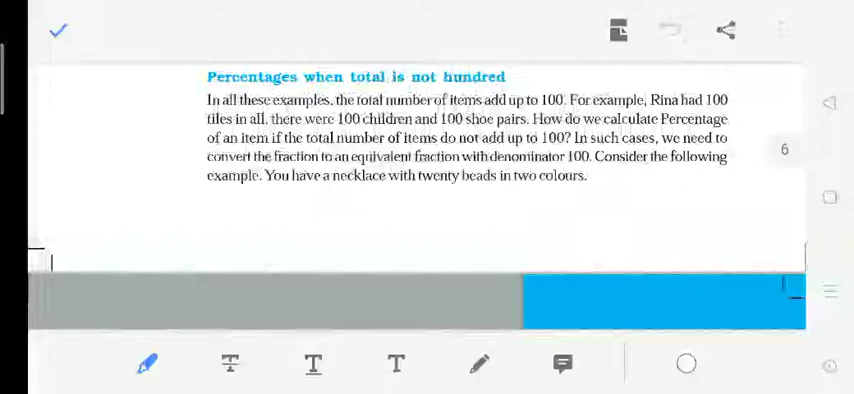 Percentages when total is not hundred
In all these examples, the total number of items add up to 100. For example, Rina had 100
tiles in all, there were 100 children and 100 shoe pairs. How do we calculate Percentage
of an item if the total number of items do not add up to 100? In such cases, we need to
convert the fraction to an equivalent fraction with denominator 100. Consider the following
example. You have a necklace with twenty beads in two colours.
6
T
T
T